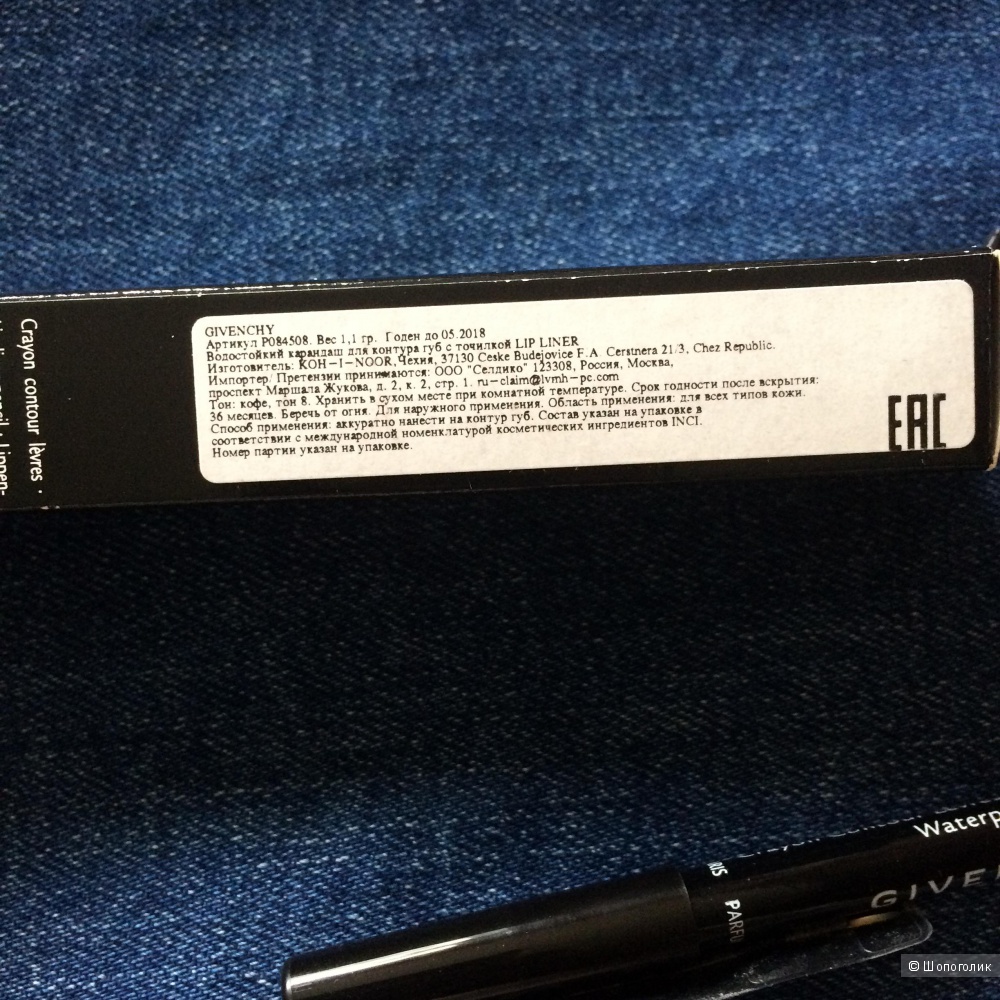 GIVENCHY
Артикул P084508. Вес 1,1 гр. Годен до 05.2018
Водостойкий карандаш для контура губ с точилкой LIP LINER
Изготовитель: KOH-I-NOOR, Чехия, 37130 Ceske Budejovice F.A. Cerstnera 21/3, Chez Republic.
Импортер/ Претензии принимаются: ООО "Селдико" 123308, Россия, Москва,
проспект Маршала Жукова, д. 2, к. 2, стр. 1. ru-claim@lvmh-pc.com
Тон: кофе, тон 8. Хранить в сухом месте при комнатной температуре. Срок годности после вскрытия:
36 месяцев. Беречь от огня. Для наружного применения. Область применения: для всех типов кожи.
Способ применения: аккуратно нанести на контур губ. Состав указан на упаковке в
соответствии с международной номенклатурой косметических ингредиентов INCI.
Номер партии указан на упаковке.
EAC
Crayon contour lèvres ·
Waterp
GIVE
RIS
PARFU
© Шопоголик